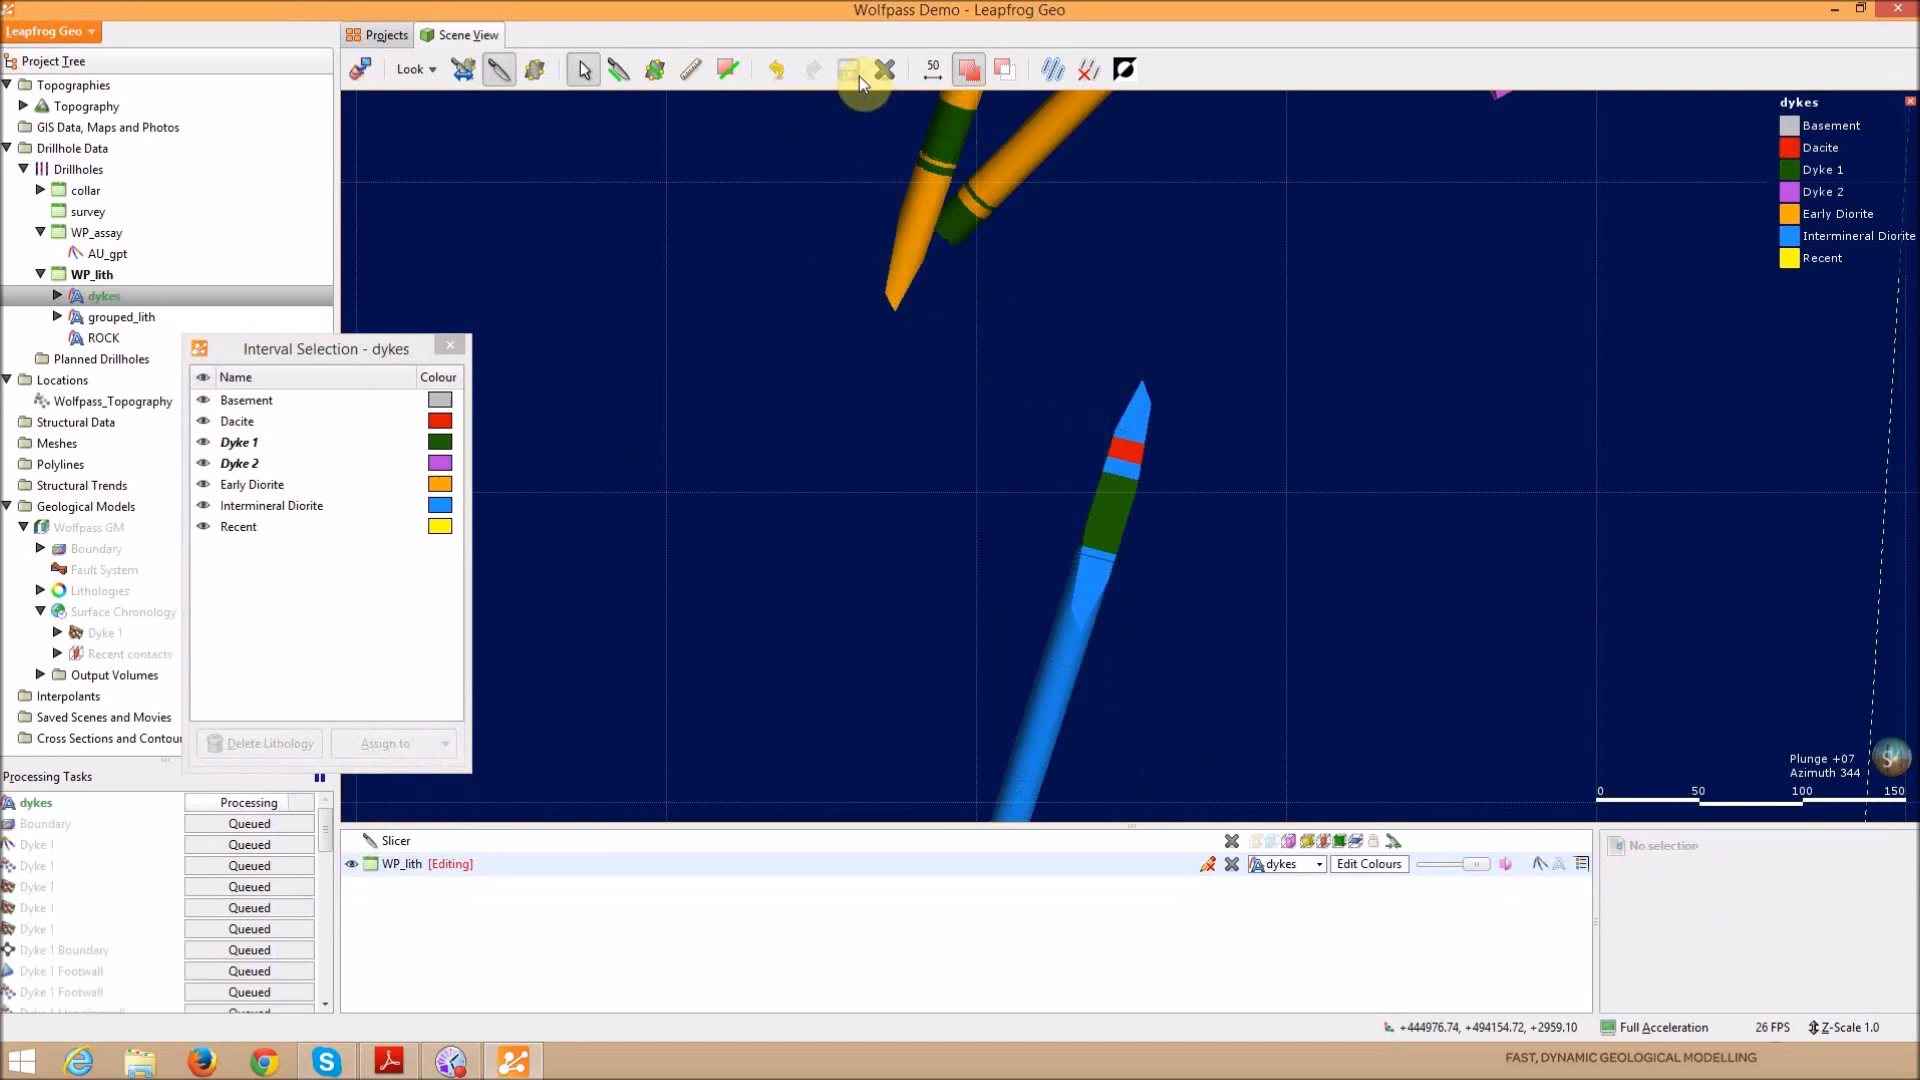 Wolfpass Demo - Leapfrog Geo
Leapfrog Geo
Projects
Scene View
Project Tree
Look
50
Topographies
Topography
GIS Data, Maps and Photos
Drillhole Data
Drillholes
collar
survey
WP_assay
AU_gpt
WP_lith
dykes
grouped_lith
ROCK
Planned Drillholes
Locations
Wolfpass_Topography
Structural Data
Meshes
Polylines
Structural Trends
Geological Models
Wolfpass GM
Boundary
Fault System
Lithologies
Surface Chronology
Dyke 1
Recent contacts
Output Volumes
Interpolants
Saved Scenes and Movies
Cross Sections and Contour
Interval Selection - dykes
Name
Colour
Basement
Dacite
Dyke 1
Dyke 2
Early Diorite
Intermineral Diorite
Recent
Delete Lithology
Assign to
dykes
Basement
Dacite
Dyke 1
Dyke 2
Early Diorite
Intermineral Diorite
Recent
Plunge +07
Azimuth 344
0 50 100 150
Processing Tasks
dykes Processing
Boundary Queued
Dyke 1 Queued
Dyke 1 Queued
Dyke 1 Queued
Dyke 1 Queued
Dyke 1 Queued
Dyke 1 Boundary Queued
Dyke 1 Footwall Queued
Dyke 1 Footwall Queued
Slicer
WP_lith [Editing]
dykes
Edit Colours
No selection
+444976.74, +494154.72, +2959.10
Full Acceleration
26 FPS
Z-Scale 1.0
FAST, DYNAMIC GEOLOGICAL MODELLING